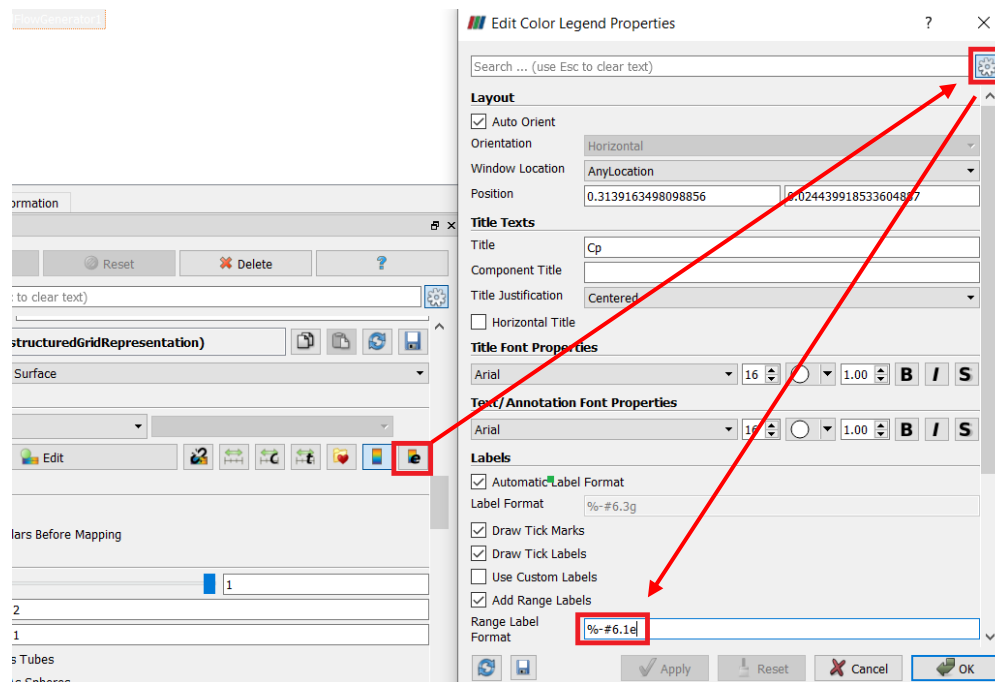 FlowGenerator1
ormation
Reset
Delete
?
to clear text)
structuredGridRepresentation)
Surface
Edit
lars Before Mapping
1
2
1
s Tubes
Edit Color Legend Properties
?
Search ... (use Esc to clear text)
Layout
Auto Orient
Orientation
Horizontal
Window Location
AnyLocation
Position
0.3139163498098856
0.024439918533604887
Title Texts
Title
Cp
Component Title
Title Justification
Centered
Horizontal Title
Title Font Properties
Arial
16
1.00
B
I
S
Text/Annotation Font Properties
Arial
16
1.00
B
I
S
Labels
Automatic Label Format
Label Format
%-#6.3g
Draw Tick Marks
Draw Tick Labels
Use Custom Labels
Add Range Labels
Range Label
Format
%-#6.1e
Apply
Reset
Cancel
OK